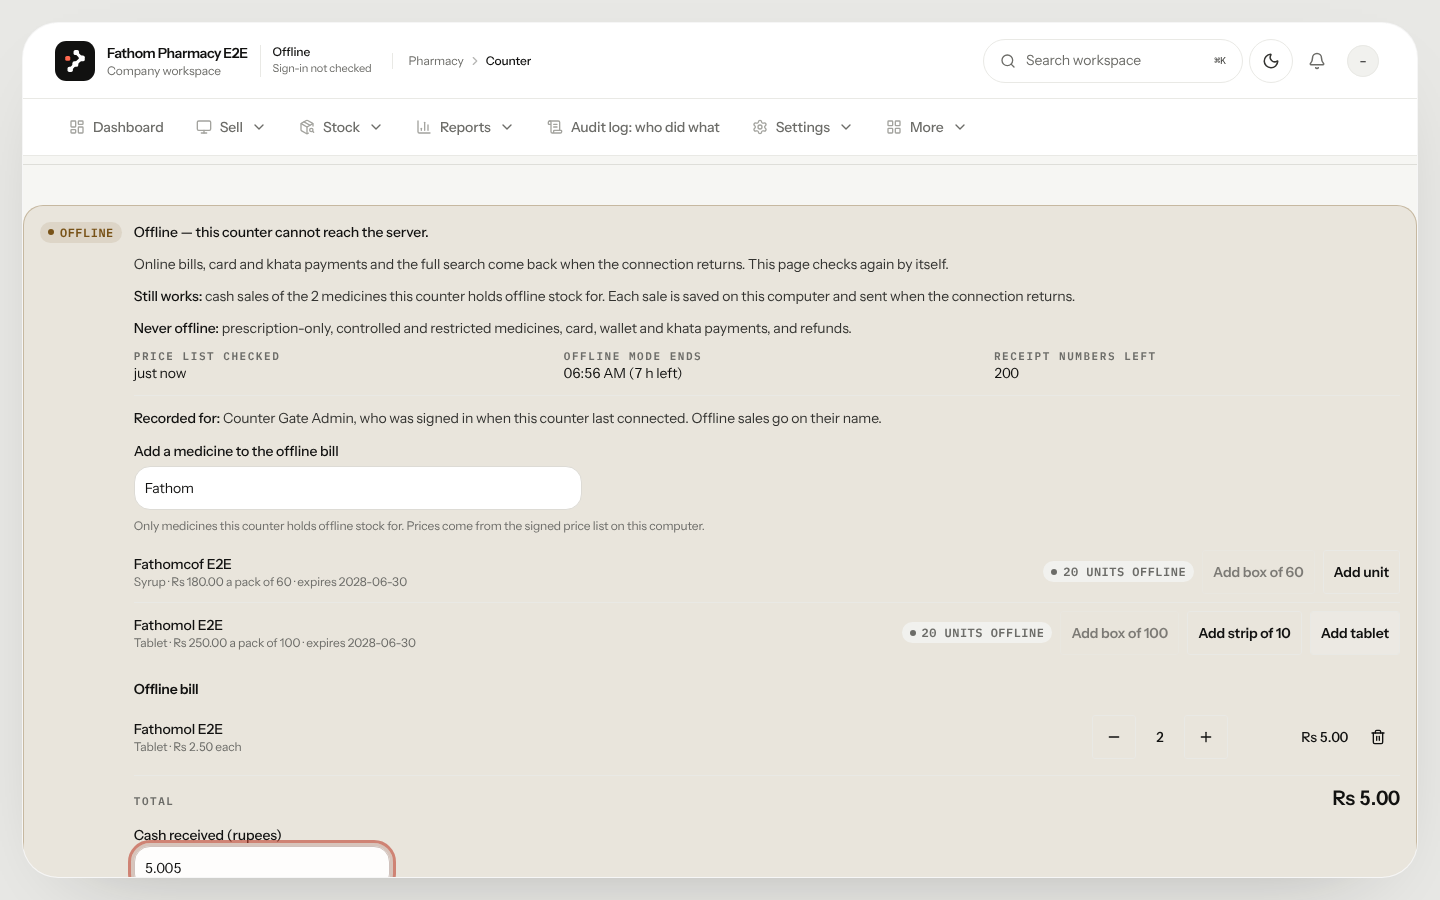 Fathom Pharmacy E2E
Company workspace
Offline
Sign-in not checked
Pharmacy > Counter
Search workspace ⌘K
-
Dashboard Sell Stock Reports Audit log: who did what Settings More
OFFLINE
Offline — this counter cannot reach the server.
Online bills, card and khata payments and the full search come back when the connection returns. This page checks again by itself.
Still works: cash sales of the 2 medicines this counter holds offline stock for. Each sale is saved on this computer and sent when the connection returns.
Never offline: prescription-only, controlled and restricted medicines, card, wallet and khata payments, and refunds.
PRICE LIST CHECKED
just now
OFFLINE MODE ENDS
06:56 AM (7 h left)
RECEIPT NUMBERS LEFT
200
Recorded for: Counter Gate Admin, who was signed in when this counter last connected. Offline sales go on their name.
Add a medicine to the offline bill
Fathom
Only medicines this counter holds offline stock for. Prices come from the signed price list on this computer.
Fathomcof E2E
Syrup · Rs 180.00 a pack of 60 · expires 2028-06-30
20 UNITS OFFLINE Add box of 60 Add unit
Fathomol E2E
Tablet · Rs 250.00 a pack of 100 · expires 2028-06-30
20 UNITS OFFLINE Add box of 100 Add strip of 10 Add tablet
Offline bill
Fathomol E2E
Tablet · Rs 2.50 each
− 2 + Rs 5.00
TOTAL Rs 5.00
Cash received (rupees)
5.005